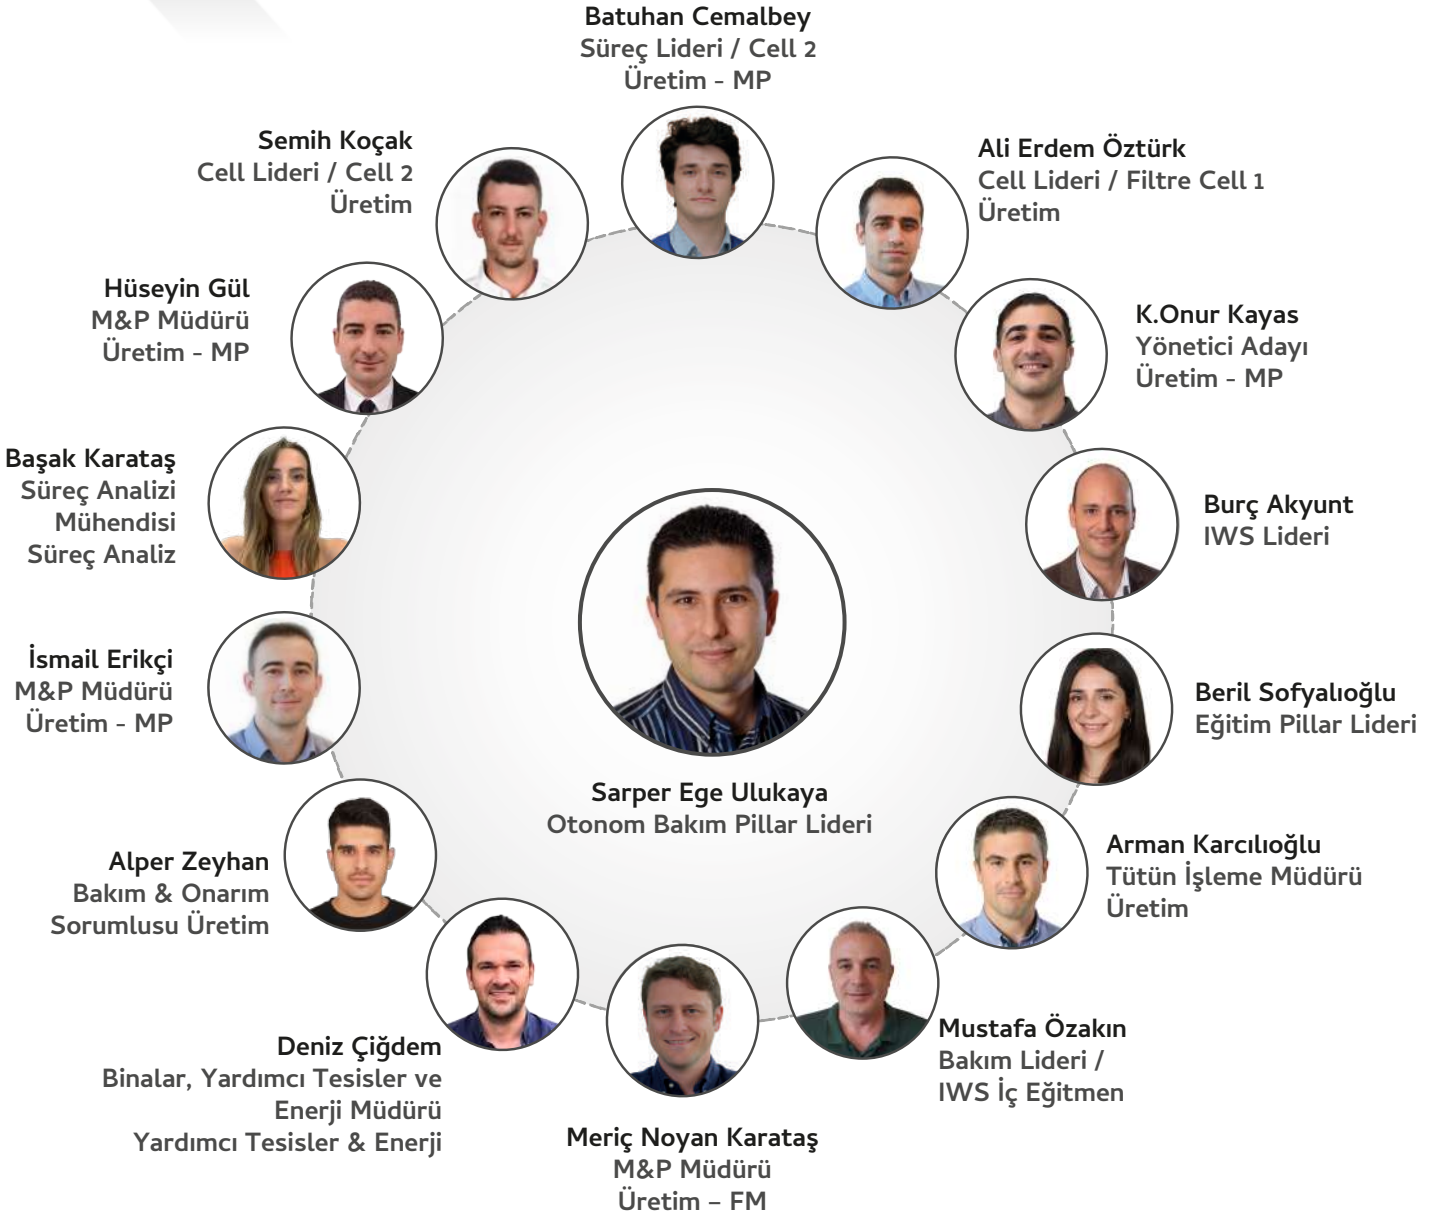 Batuhan Cemalbey
Süreç Lideri / Cell 2
Üretim - MP
Semih Koçak
Cell Lideri / Cell 2
Üretim
Ali Erdem Öztürk
Cell Lideri / Filtre Cell 1
Üretim
Hüseyin Gül
M&P Müdürü
Üretim - MP
K.Onur Kayas
Yönetici Adayı
Üretim - MP
Başak Karataş
Süreç Analizi
Mühendisi
Süreç Analiz
Burç Akyunt
IWS Lideri
İsmail Erikçi
M&P Müdürü
Üretim - MP
Beril Sofyalıoğlu
Eğitim Pillar Lideri
Sarper Ege Ulukaya
Otonom Bakım Pillar Lideri
Alper Zeyhan
Bakım & Onarım
Sorumlusu Üretim
Arman Karcılıoğlu
Tütün İşleme Müdürü
Üretim
Deniz Çiğdem
Binalar, Yardımcı Tesisler ve
Enerji Müdürü
Yardımcı Tesisler & Enerji
Meriç Noyan Karataş
M&P Müdürü
Üretim – FM
Mustafa Özakın
Bakım Lideri /
IWS İç Eğitmen